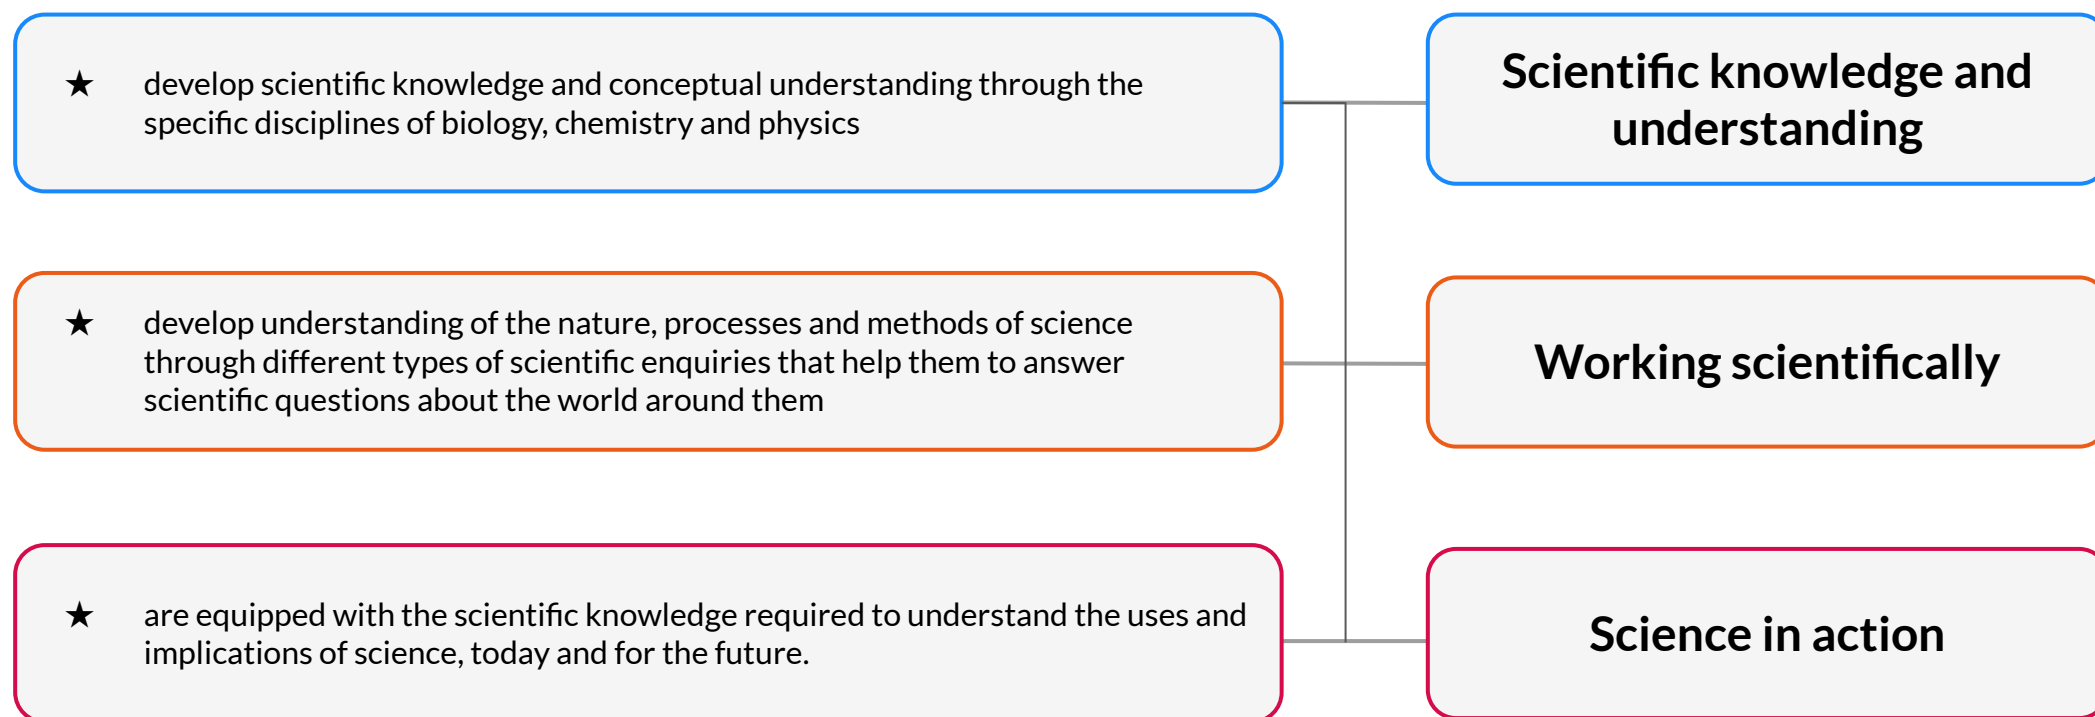 ★ develop scientific knowledge and conceptual understanding through the
specific disciplines of biology, chemistry and physics
Scientific knowledge and
understanding
★ develop understanding of the nature, processes and methods of science
through different types of scientific enquiries that help them to answer
scientific questions about the world around them
Working scientifically
★ are equipped with the scientific knowledge required to understand the uses and
implications of science, today and for the future.
Science in action